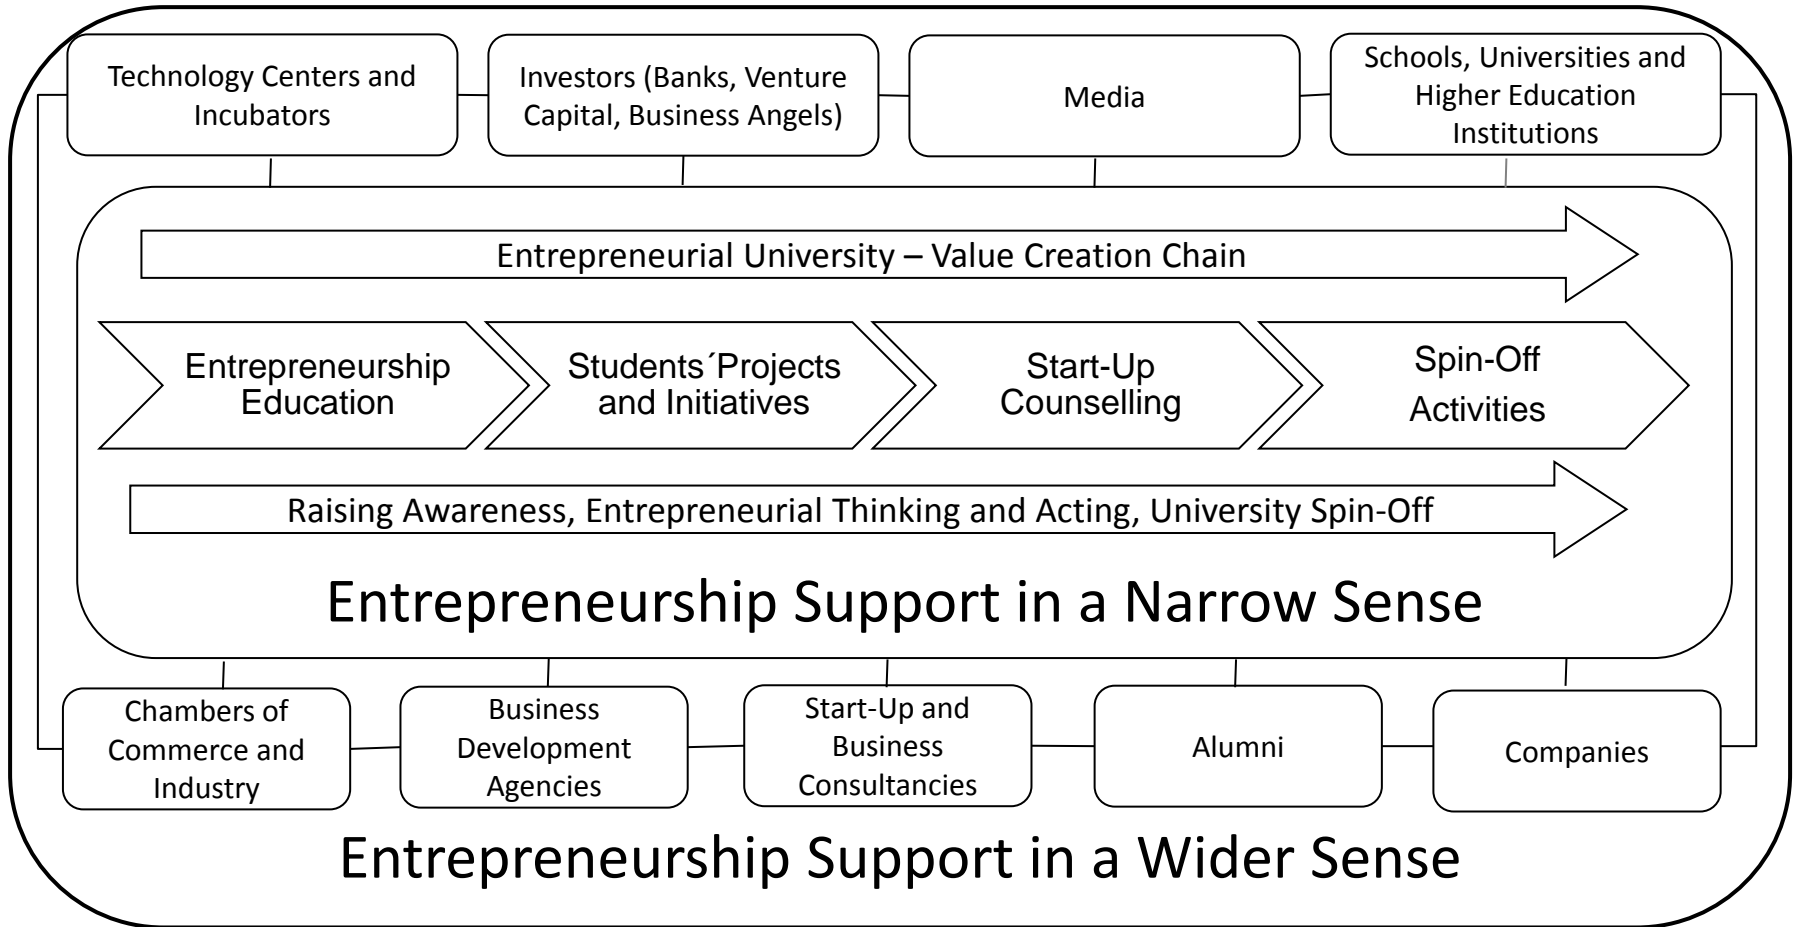 Technology Centers and
Incubators
Investors (Banks, Venture
Capital, Business Angels)
Media
Schools, Universities and
Higher Education
Institutions
Entrepreneurial University – Value Creation Chain
Entrepreneurship
Education
Students´Projects
and Initiatives
Start-Up
Counselling
Spin-Off
Activities
Raising Awareness, Entrepreneurial Thinking and Acting, University Spin-Off
Entrepreneurship Support in a Narrow Sense
Chambers of
Commerce and
Industry
Business
Development
Agencies
Start-Up and
Business
Consultancies
Alumni
Companies
Entrepreneurship Support in a Wider Sense